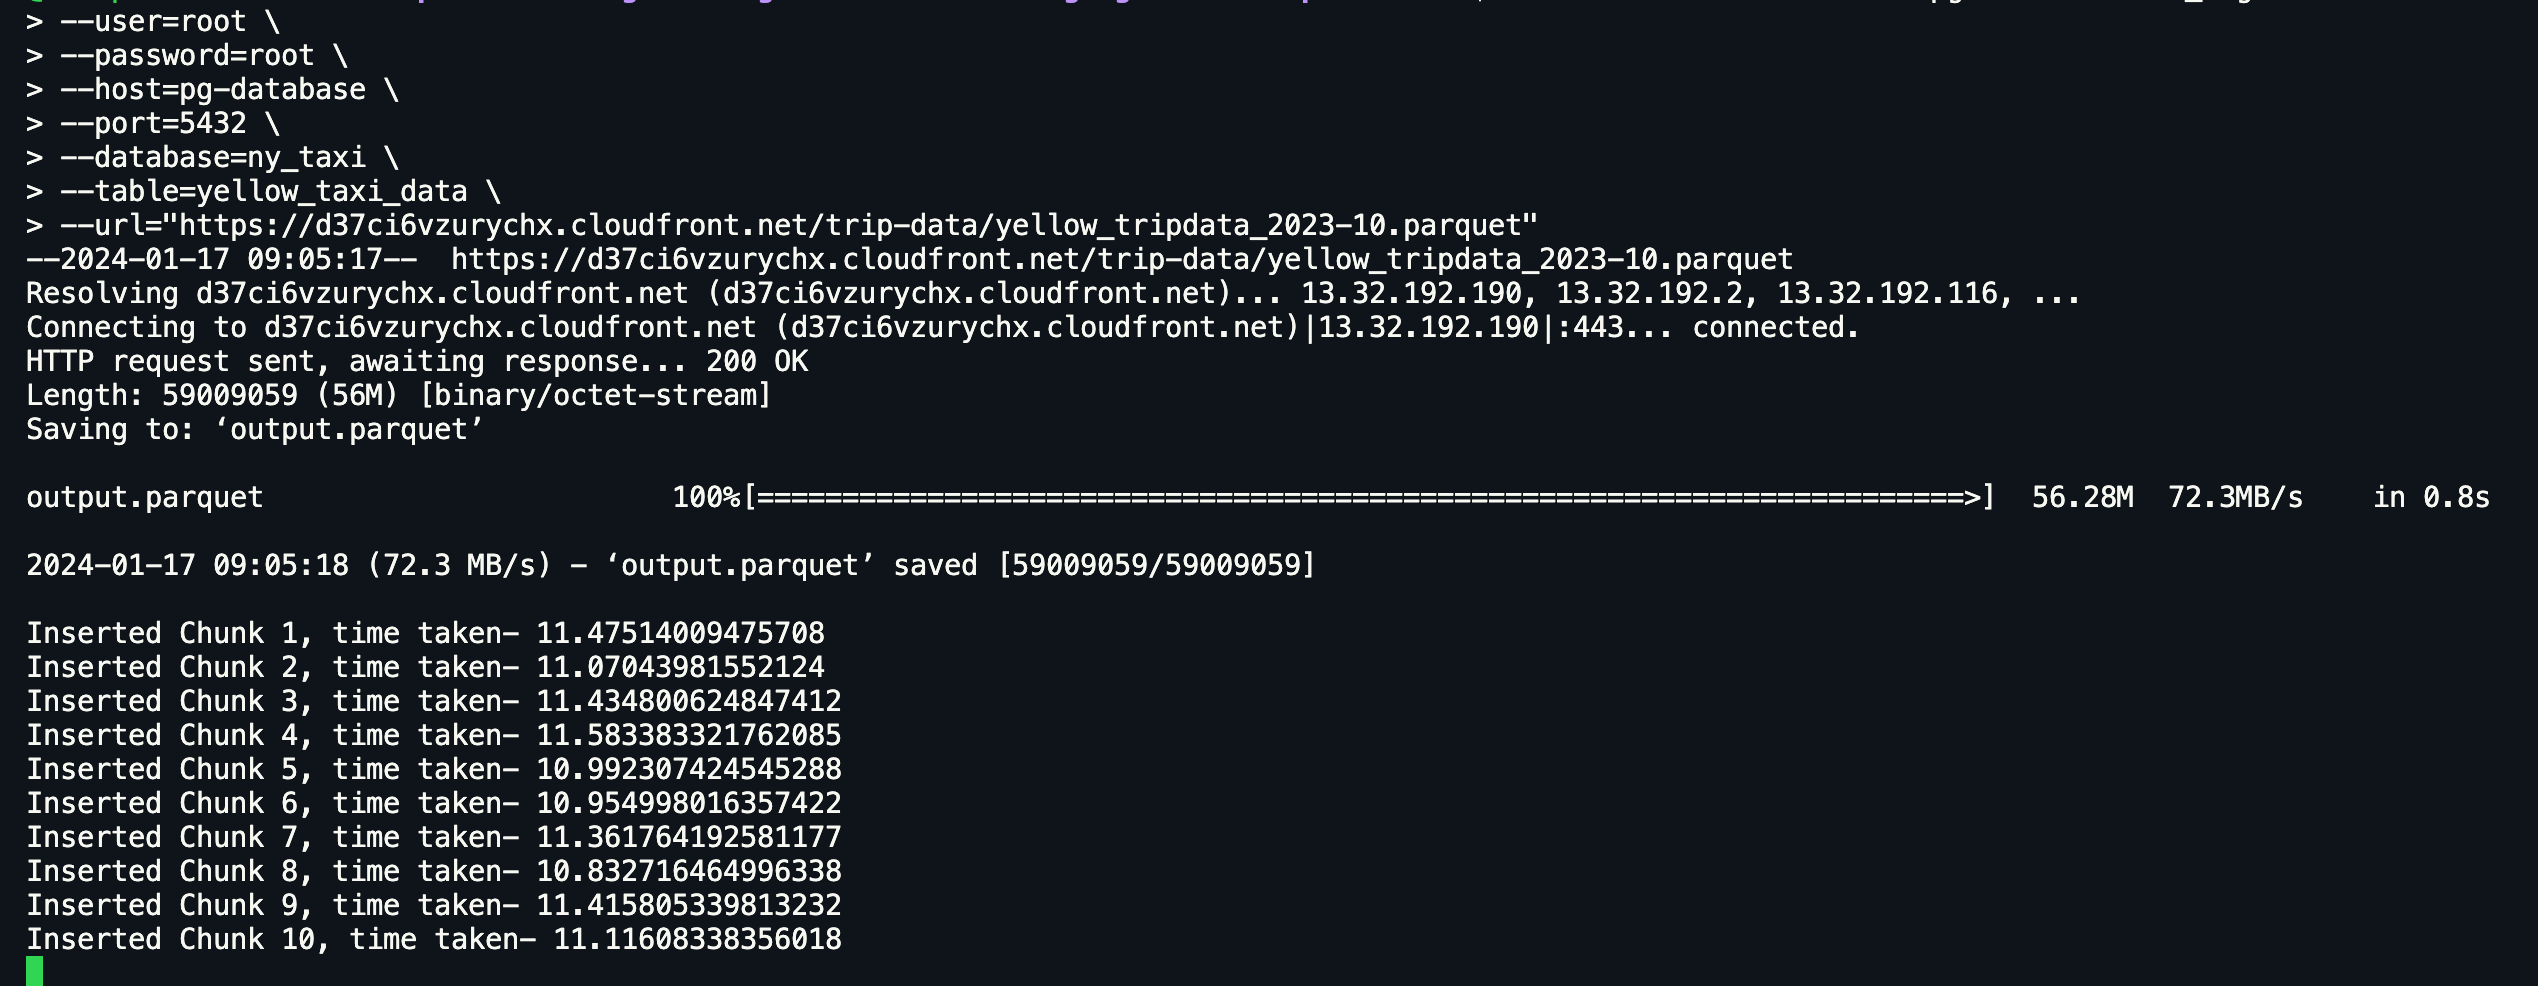 > --user=root \
> --password=root \
> --host=pg-database \
> --port=5432 \
> --database=ny_taxi \
> --table=yellow_taxi_data \
> --url="https://d37ci6vzurychx.cloudfront.net/trip-data/yellow_tripdata_2023-10.parquet"
--2024-01-17 09:05:17--  https://d37ci6vzurychx.cloudfront.net/trip-data/yellow_tripdata_2023-10.parquet
Resolving d37ci6vzurychx.cloudfront.net (d37ci6vzurychx.cloudfront.net)... 13.32.192.190, 13.32.192.2, 13.32.192.116, ...
Connecting to d37ci6vzurychx.cloudfront.net (d37ci6vzurychx.cloudfront.net)|13.32.192.190|:443... connected.
HTTP request sent, awaiting response... 200 OK
Length: 59009059 (56M) [binary/octet-stream]
Saving to: ‘output.parquet’
output.parquet 100%[=======================================================================>] 56.28M 72.3MB/s in 0.8s
2024-01-17 09:05:18 (72.3 MB/s) - ‘output.parquet’ saved [59009059/59009059]
Inserted Chunk 1, time taken- 11.47514009475708
Inserted Chunk 2, time taken- 11.07043981552124
Inserted Chunk 3, time taken- 11.434800624847412
Inserted Chunk 4, time taken- 11.583383321762085
Inserted Chunk 5, time taken- 10.992307424545288
Inserted Chunk 6, time taken- 10.954998016357422
Inserted Chunk 7, time taken- 11.361764192581177
Inserted Chunk 8, time taken- 10.832716464996338
Inserted Chunk 9, time taken- 11.415805339813232
Inserted Chunk 10, time taken- 11.11608338356018